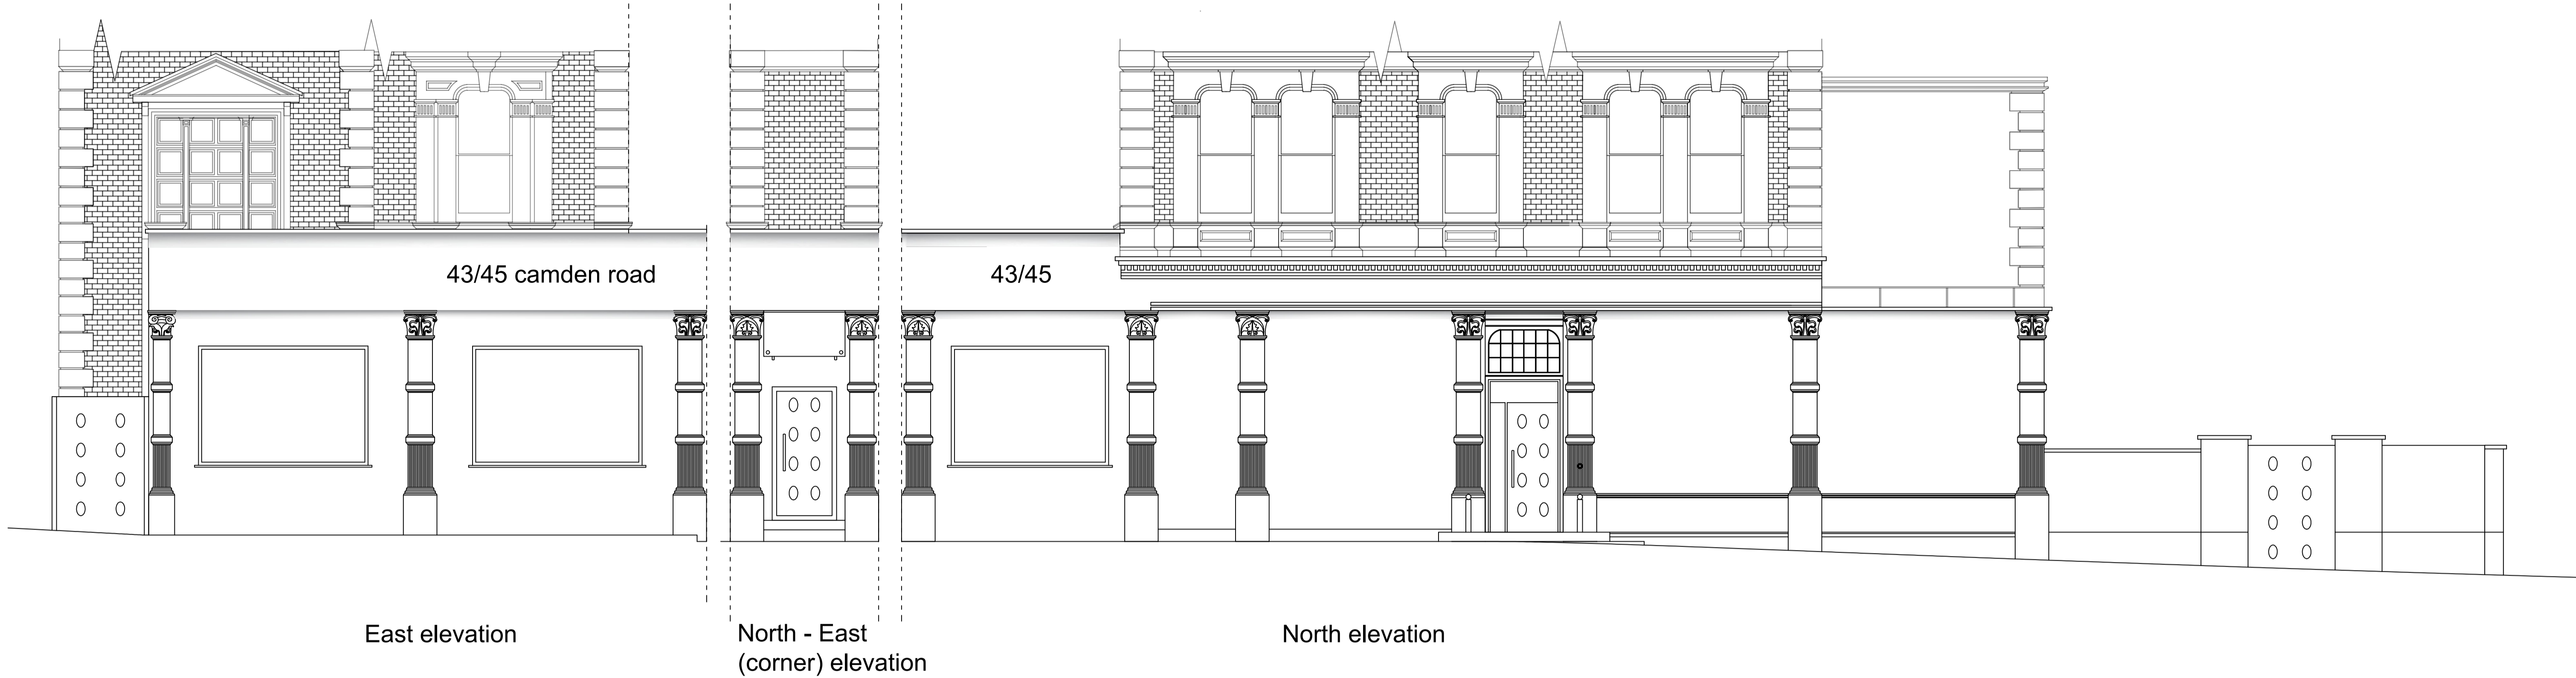 43/45 camden road
43/45
East elevation
North - East
(corner) elevation
North elevation